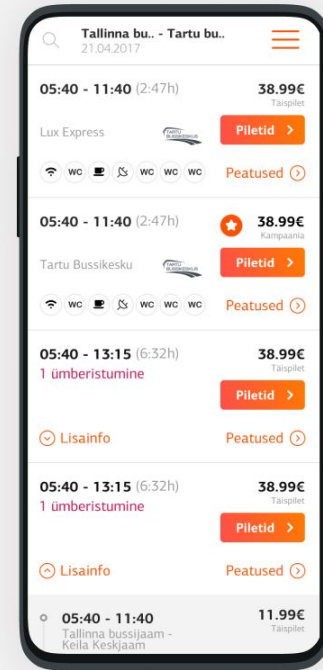 Tallinna bu.. - Tartu bu..
21.04.2017
05:40 - 11:40 (2:47h) 38.99€
Täispilet
Lux Express TARTU BUSSIKESKUS Piletid >
WC WC WC WC Peatused
05:40 - 11:40 (2:47h) 38.99€
Kampaania
Tartu Bussikesku TARTU BUSSIKESKUS Piletid >
WC WC WC WC Peatused
05:40 - 13:15 (6:32h) 38.99€
1 ümberistumine Täispilet
Piletid >
Lisainfo Peatused
05:40 - 13:15 (6:32h) 38.99€
1 ümberistumine Täispilet
Piletid >
Lisainfo Peatused
05:40 - 11:40 11.99€
Tallinna bussijaam - Täispilet
Keila Keskjaam